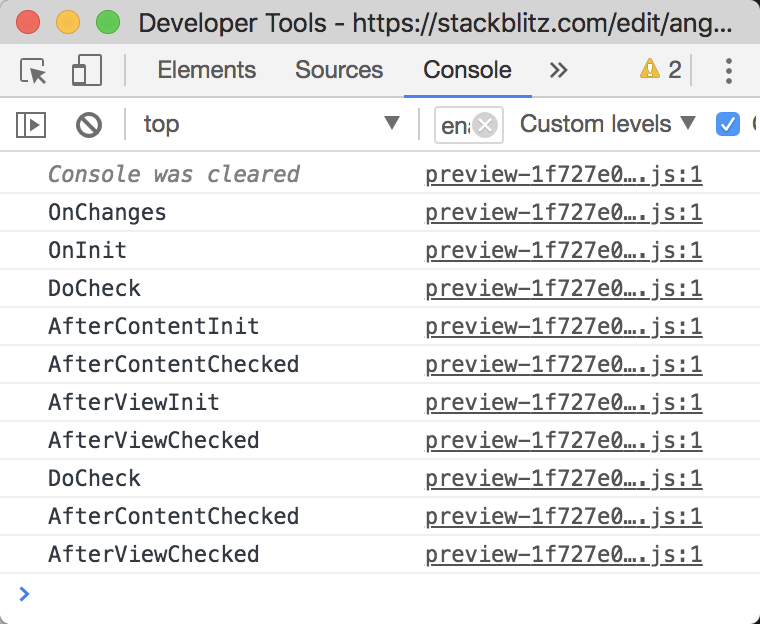 Developer Tools - https://stackblitz.com/edit/ang...
Elements Sources Console » 2
top ena Custom levels
Console was cleared preview-1f727e0….js:1
OnChanges preview-1f727e0….js:1
OnInit preview-1f727e0….js:1
DoCheck preview-1f727e0….js:1
AfterContentInit preview-1f727e0….js:1
AfterContentChecked preview-1f727e0….js:1
AfterViewInit preview-1f727e0….js:1
AfterViewChecked preview-1f727e0….js:1
DoCheck preview-1f727e0….js:1
AfterContentChecked preview-1f727e0….js:1
AfterViewChecked preview-1f727e0….js:1